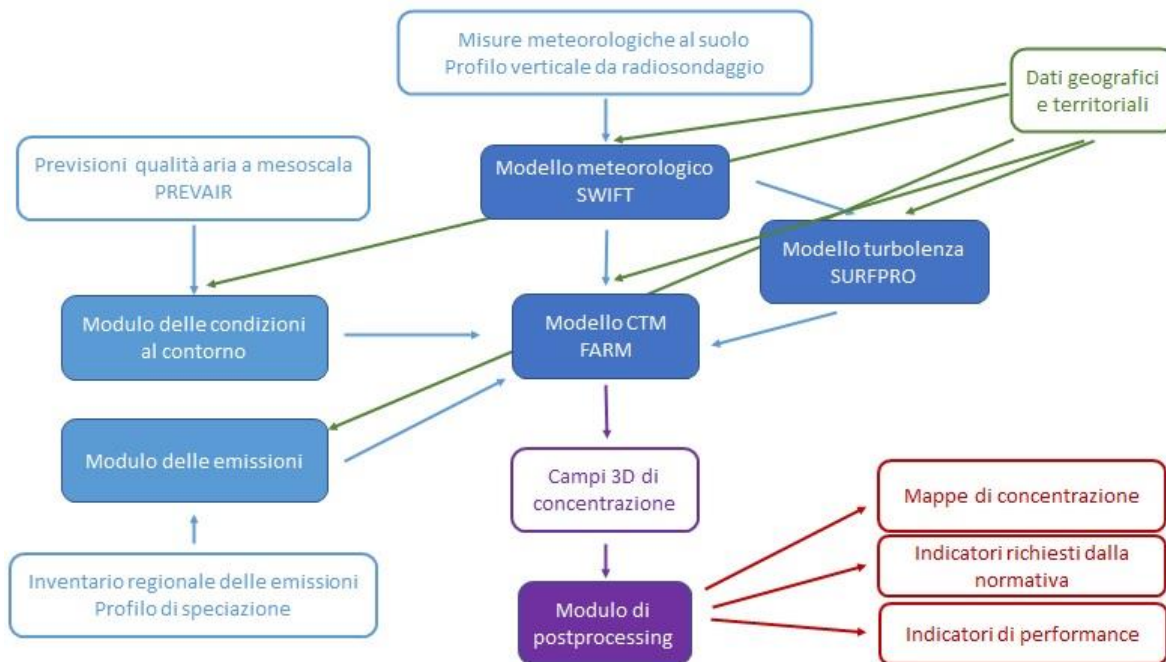 Misure meteorologiche al suolo
Profilo verticale da radiosondaggio
Dati geografici
e territoriali
Previsioni qualità aria a mesoscala
PREVAIR
Modello meteorologico
SWIFT
Modello turbolenza
SURFPRO
Modulo delle condizioni
al contorno
Modello CTM
FARM
Modulo delle emissioni
Campi 3D di
concentrazione
Mappe di concentrazione
Indicatori richiesti dalla
normativa
Inventario regionale delle emissioni
Profilo di speciazione
Modulo di
postprocessing
Indicatori di performance